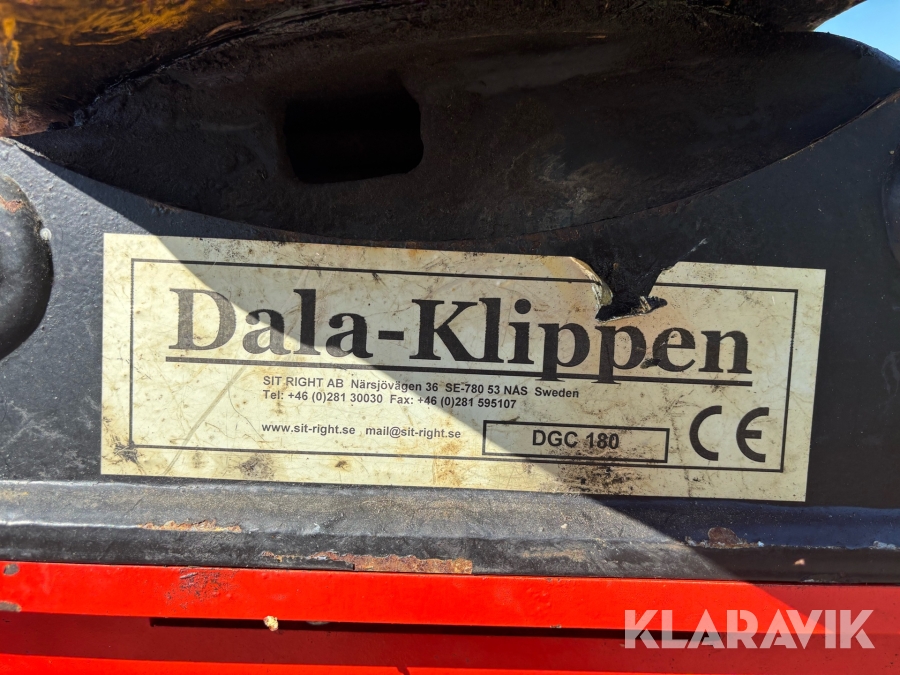 Dala-Klippen
SIT RIGHT AB Närsjövägen 36 SE-780 53 NÅS Sweden
Tel: +46 (0)281 30030 Fax: +46 (0)281 595107
www.sit-right.se mail@sit-right.se
DGC 180
CE
KLARAVIK